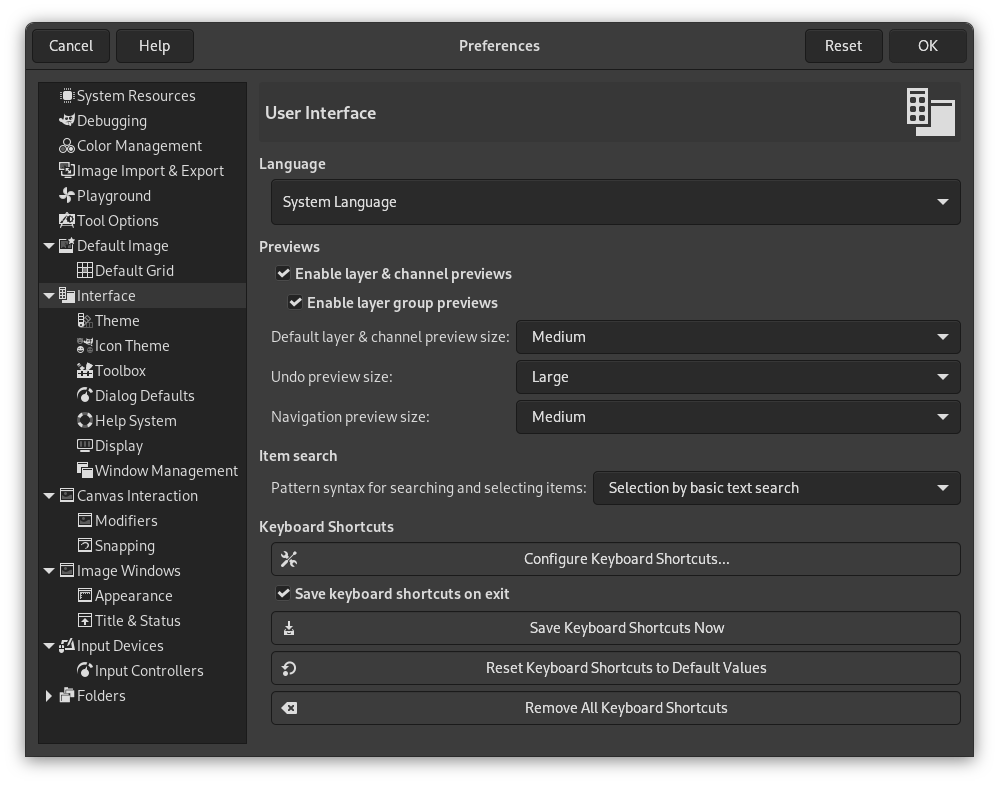 Cancel Help Preferences Reset OK
System Resources
Debugging
Color Management
Image Import & Export
Playground
Tool Options
Default Image
Default Grid
Interface
Theme
Icon Theme
Toolbox
Dialog Defaults
Help System
Display
Window Management
Canvas Interaction
Modifiers
Snapping
Image Windows
Appearance
Title & Status
Input Devices
Input Controllers
Folders
User Interface
Language
System Language
Previews
Enable layer & channel previews
Enable layer group previews
Default layer & channel preview size: Medium
Undo preview size: Large
Navigation preview size: Medium
Item search
Pattern syntax for searching and selecting items: Selection by basic text search
Keyboard Shortcuts
Configure Keyboard Shortcuts...
Save keyboard shortcuts on exit
Save Keyboard Shortcuts Now
Reset Keyboard Shortcuts to Default Values
Remove All Keyboard Shortcuts